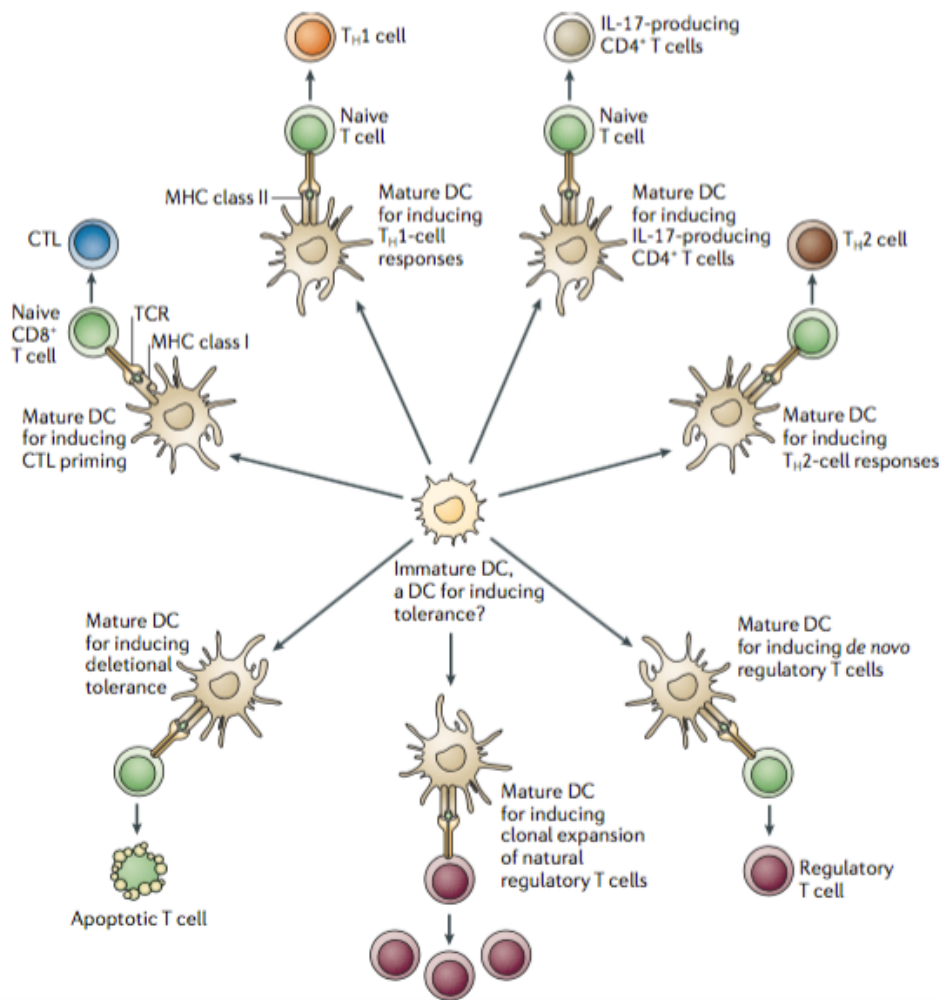 T_H1 cell
IL-17-producing
CD4⁺ T cells
Naive
T cell
Naive
T cell
MHC class II
Mature DC
for inducing
T_H1-cell
responses
Mature DC
for inducing
IL-17-producing
CD4⁺ T cells
CTL
T_H2 cell
Naive
CD8⁺
T cell
TCR
MHC class I
Mature DC
for inducing
CTL priming
Mature DC
for inducing
T_H2-cell responses
Immature DC,
a DC for inducing
tolerance?
Mature DC
for inducing
deletional
tolerance
Mature DC
for inducing de novo
regulatory T cells
Mature DC
for inducing
clonal expansion
of natural
regulatory T cells
Regulatory
T cell
Apoptotic T cell